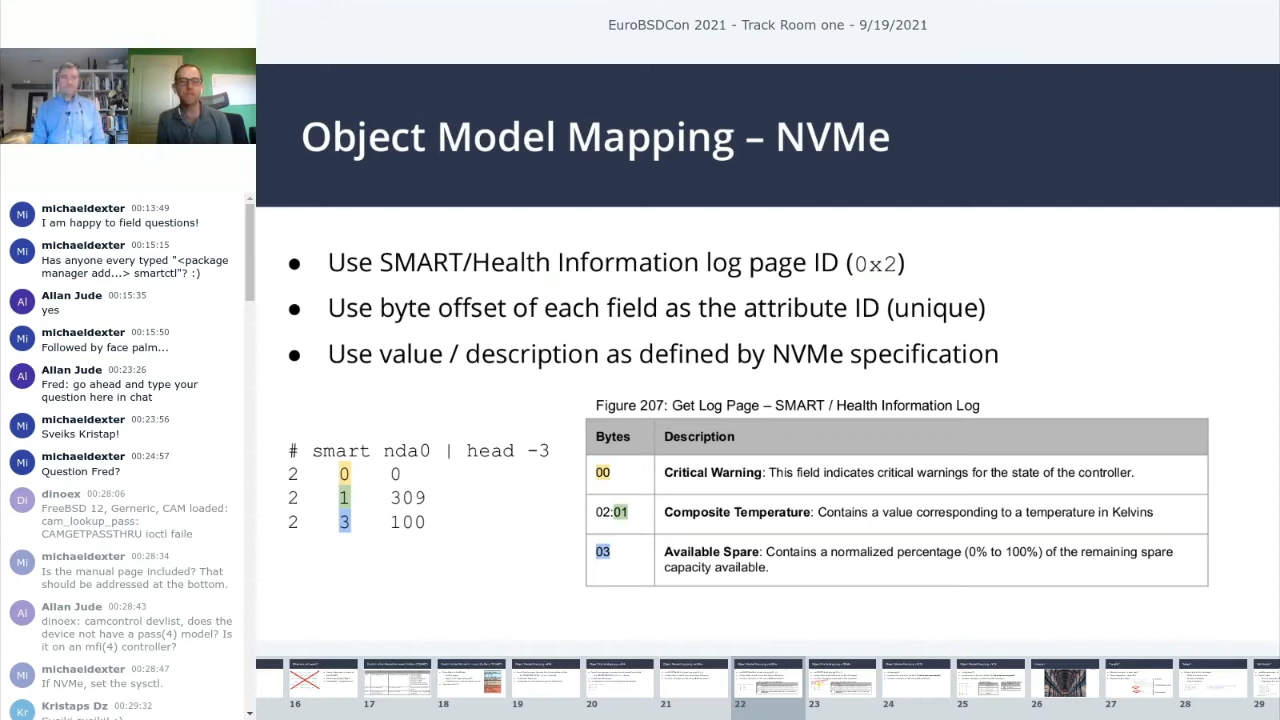 EuroBSDCon 2021 - Track Room one - 9/19/2021
Object Model Mapping – NVMe
● Use SMART/Health Information log page ID (0x2)
● Use byte offset of each field as the attribute ID (unique)
● Use value / description as defined by NVMe specification
# smart nda0 | head -3
2 0 0
2 1 309
2 3 100
Figure 207: Get Log Page – SMART / Health Information Log
Bytes Description
00 Critical Warning: This field indicates critical warnings for the state of the controller.
02:01 Composite Temperature: Contains a value corresponding to a temperature in Kelvins
03 Available Spare: Contains a normalized percentage (0% to 100%) of the remaining spare
capacity available.
Mi michaeldexter 00:13:49
I am happy to field questions!
Mi michaeldexter 00:15:15
Has anyone every typed "<package
manager add...> smartctl"? :)
Al Allan Jude 00:15:35
yes
Mi michaeldexter 00:15:50
Followed by face palm...
Al Allan Jude 00:23:26
Fred: go ahead and type your
question here in chat
Mi michaeldexter 00:23:56
Sveiks Kristap!
Mi michaeldexter 00:24:57
Question Fred?
Di dinoex 00:28:06
FreeBSD 12, Gerneric, CAM loaded:
cam_lookup_pass:
CAMGETPASSTHRU ioctl faile
Mi michaeldexter 00:28:34
Is the manual page included? That
should be addressed at the bottom.
Al Allan Jude 00:28:43
dinoex: camcontrol devlist, does the
device not have a pass(4) model? Is
it on an mfi(4) controller?
Mi michaeldexter 00:28:47
If NVMe, set the sysctl.
Kr Kristaps Dz 00:29:32
16 17 18 19 20 21 22 23 24 25 26 27 28 29